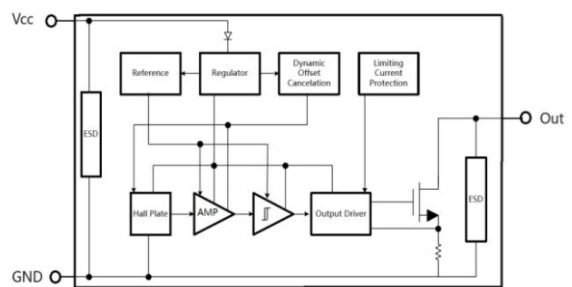 Vcc
Reference
Regulator
Dynamic
Offset
Cancelation
Limiting
Current
Protection
ESD
Out
Hall Plate
AMP
Output Driver
ESD
GND